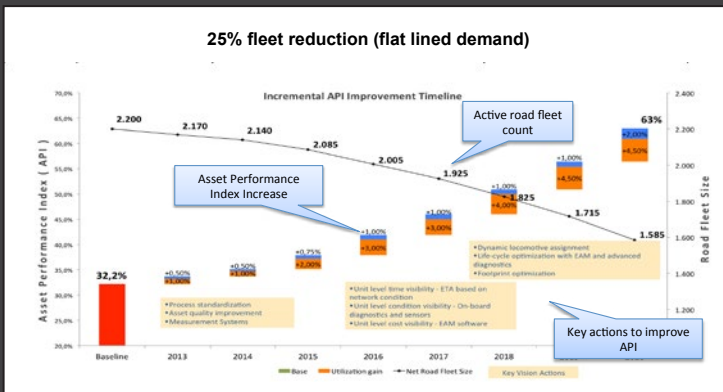 25% fleet reduction (flat lined demand)
Incremental API Improvement Timeline
Asset Performance Index ( API )
70,0%
65,0%
60,0%
55,0%
50,0%
45,0%
40,0%
35,0%
30,0%
25,0%
20,0%
2.200
2.170
2.140
2.085
2.005
1.925
1.825
1.715
1.585
Active road fleet
count
Asset Performance
Index Increase
63%
+2,00%
+4,50%
+1,00%
+4,50%
+1,00%
+4,00%
+1,00%
+3,00%
+1,00%
+3,00%
+0,75%
+2,00%
+0,50%
+1,00%
+0,50%
+1,00%
32,2%
• Process standardization
• Asset quality improvement
• Measurement Systems
• Unit level time visibility - ETA based on
network condition
• Unit level condition visibility - On-board
diagnostics and sensors
• Unit level cost visibility - EAM software
• Dynamic locomotive assignment
• Life-cycle optimization with EAM and advanced
diagnostics
• Footprint optimization
Key actions to improve
API
2.400
2.200
2.000
1.800
1.600
1.400
1.200
Road Fleet Size
Baseline
2013
2014
2015
2016
2017
2018
Base
Utilization gain
Net Road Fleet Size
Key Vision Actions